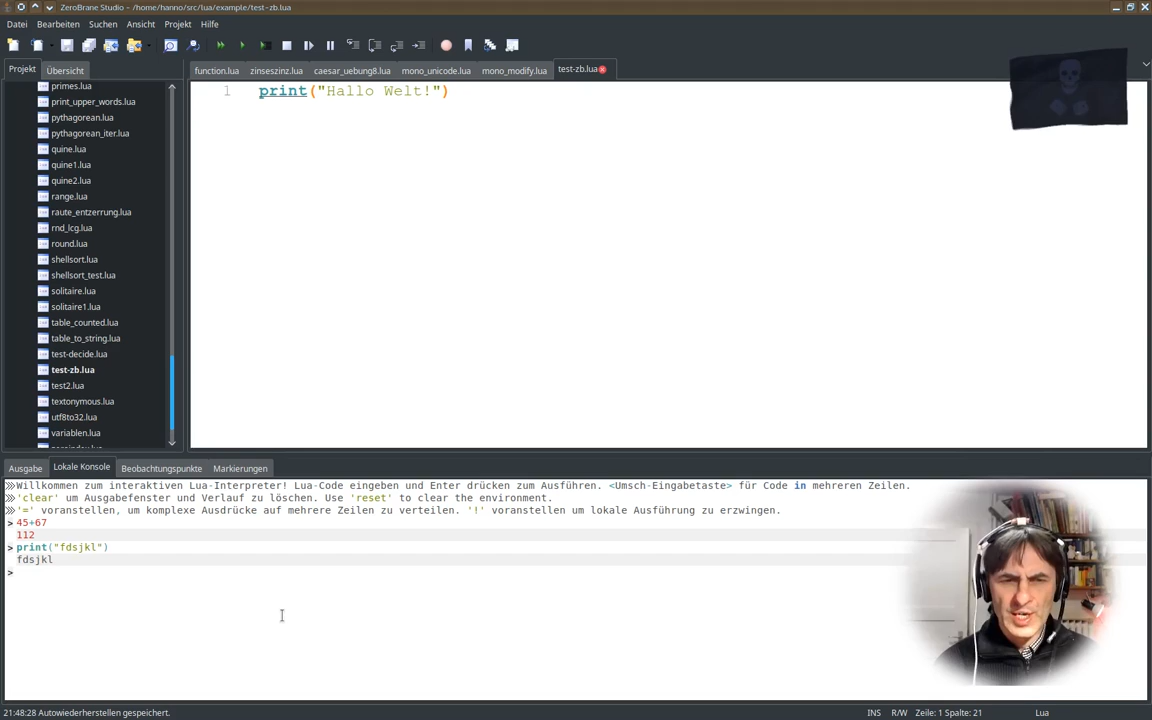 ZeroBrane Studio - /home/hanno/src/lua/example/test-zb.lua
Datei Bearbeiten Suchen Ansicht Projekt Hilfe
Projekt Übersicht
function.lua zinseszinz.lua caesar_uebung8.lua mono_unicode.lua mono_modify.lua test-zb.lua
primes.lua
print_upper_words.lua
pythagorean.lua
pythagorean_iter.lua
quine.lua
quine1.lua
quine2.lua
range.lua
raute_entzerrung.lua
rnd_lcg.lua
round.lua
shellsort.lua
shellsort_test.lua
solitaire.lua
solitaire1.lua
table_counted.lua
table_to_string.lua
test-decide.lua
test-zb.lua
test2.lua
textonymous.lua
utf8to32.lua
variablen.lua
1 print("Hallo Welt!")
Ausgabe Lokale Konsole Beobachtungspunkte Markierungen
Willkommen zum interaktiven Lua-Interpreter! Lua-Code eingeben und Enter drücken zum Ausführen. <Umsch-Eingabetaste> für Code in mehreren Zeilen.
'clear' um Ausgabefenster und Verlauf zu löschen. Use 'reset' to clear the environment.
'=' voranstellen, um komplexe Ausdrücke auf mehrere Zeilen zu verteilen. '!' voranstellen um lokale Ausführung zu erzwingen.
> 45+67
112
> print("fdsjkl")
fdsjkl
>
21:48:28 Autowiederherstellen gespeichert.
INS R/W Zeile: 1 Spalte: 21 Lua